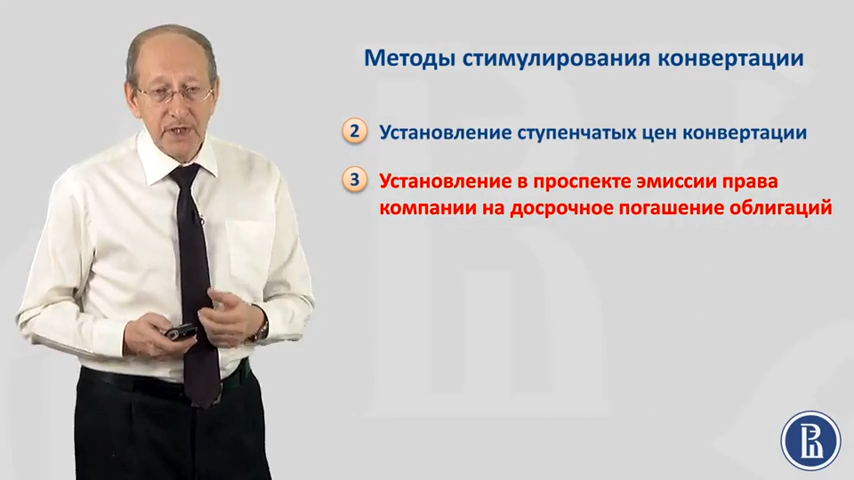 Методы стимулирования конвертации
2 Установление ступенчатых цен конвертации
3 Установление в проспекте эмиссии права
компании на досрочное погашение облигаций